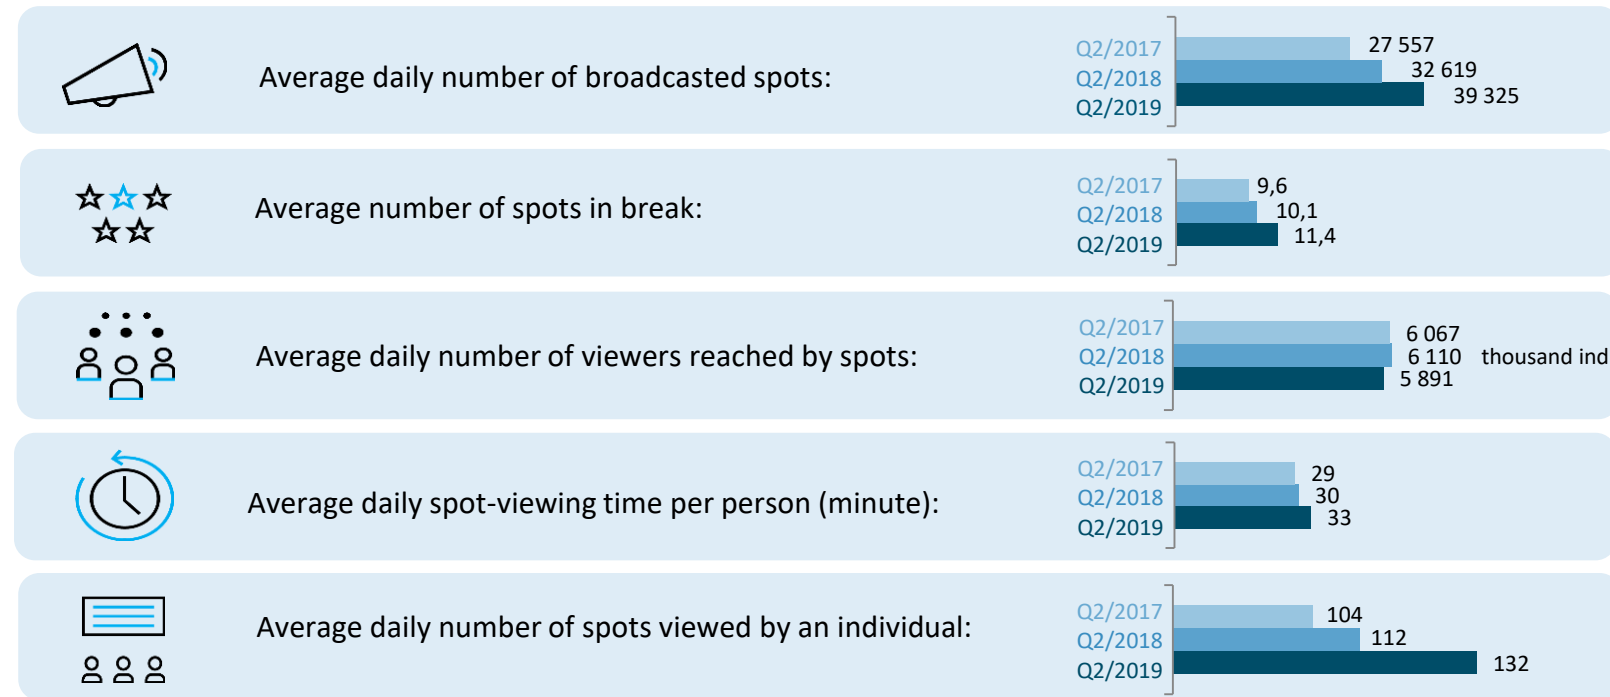 Average daily number of broadcasted spots:
Q2/2017 27 557
Q2/2018 32 619
Q2/2019 39 325
Average number of spots in break:
Q2/2017 9,6
Q2/2018 10,1
Q2/2019 11,4
Average daily number of viewers reached by spots:
Q2/2017 6 067
Q2/2018 6 110 thousand ind
Q2/2019 5 891
Average daily spot-viewing time per person (minute):
Q2/2017 29
Q2/2018 30
Q2/2019 33
Average daily number of spots viewed by an individual:
Q2/2017 104
Q2/2018 112
Q2/2019 132